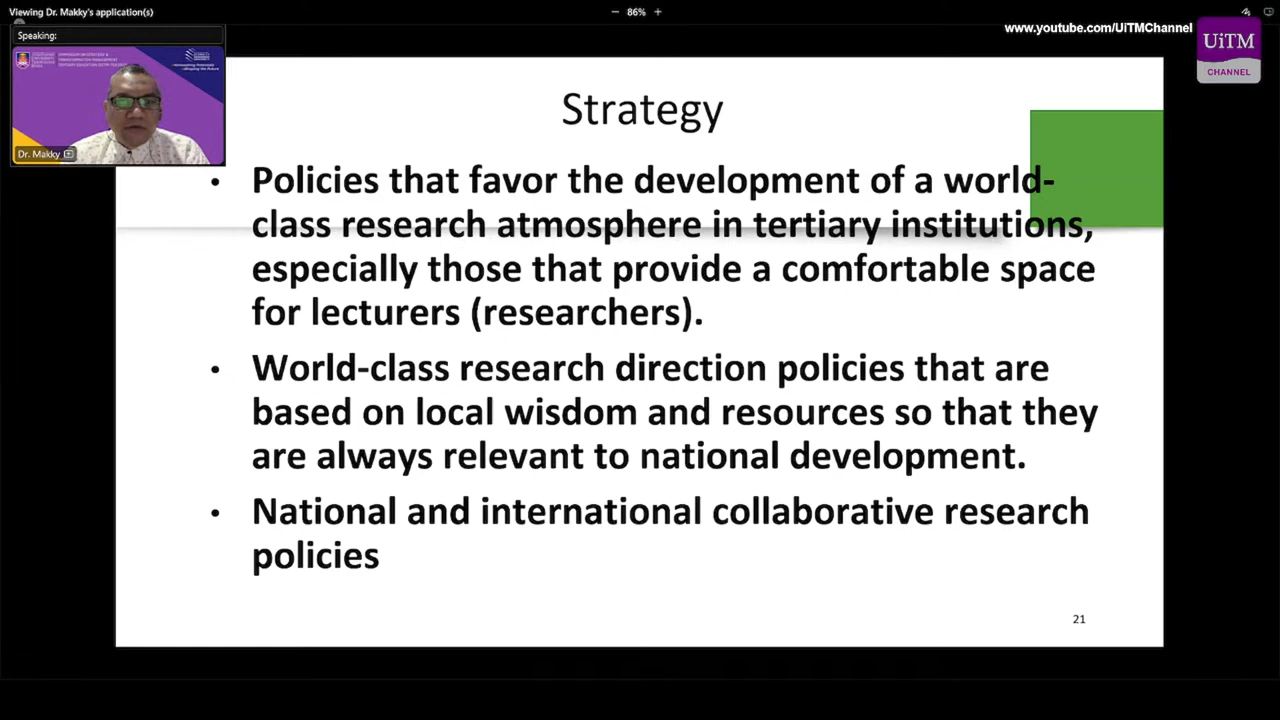 Viewing Dr. Makky's application(s)
86%
www.youtube.com/UiTMChannel
UiTM
CHANNEL
Speaking:
Dr. Makky
Strategy
• Policies that favor the development of a world-
class research atmosphere in tertiary institutions,
especially those that provide a comfortable space
for lecturers (researchers).
• World-class research direction policies that are
based on local wisdom and resources so that they
are always relevant to national development.
• National and international collaborative research
policies
21